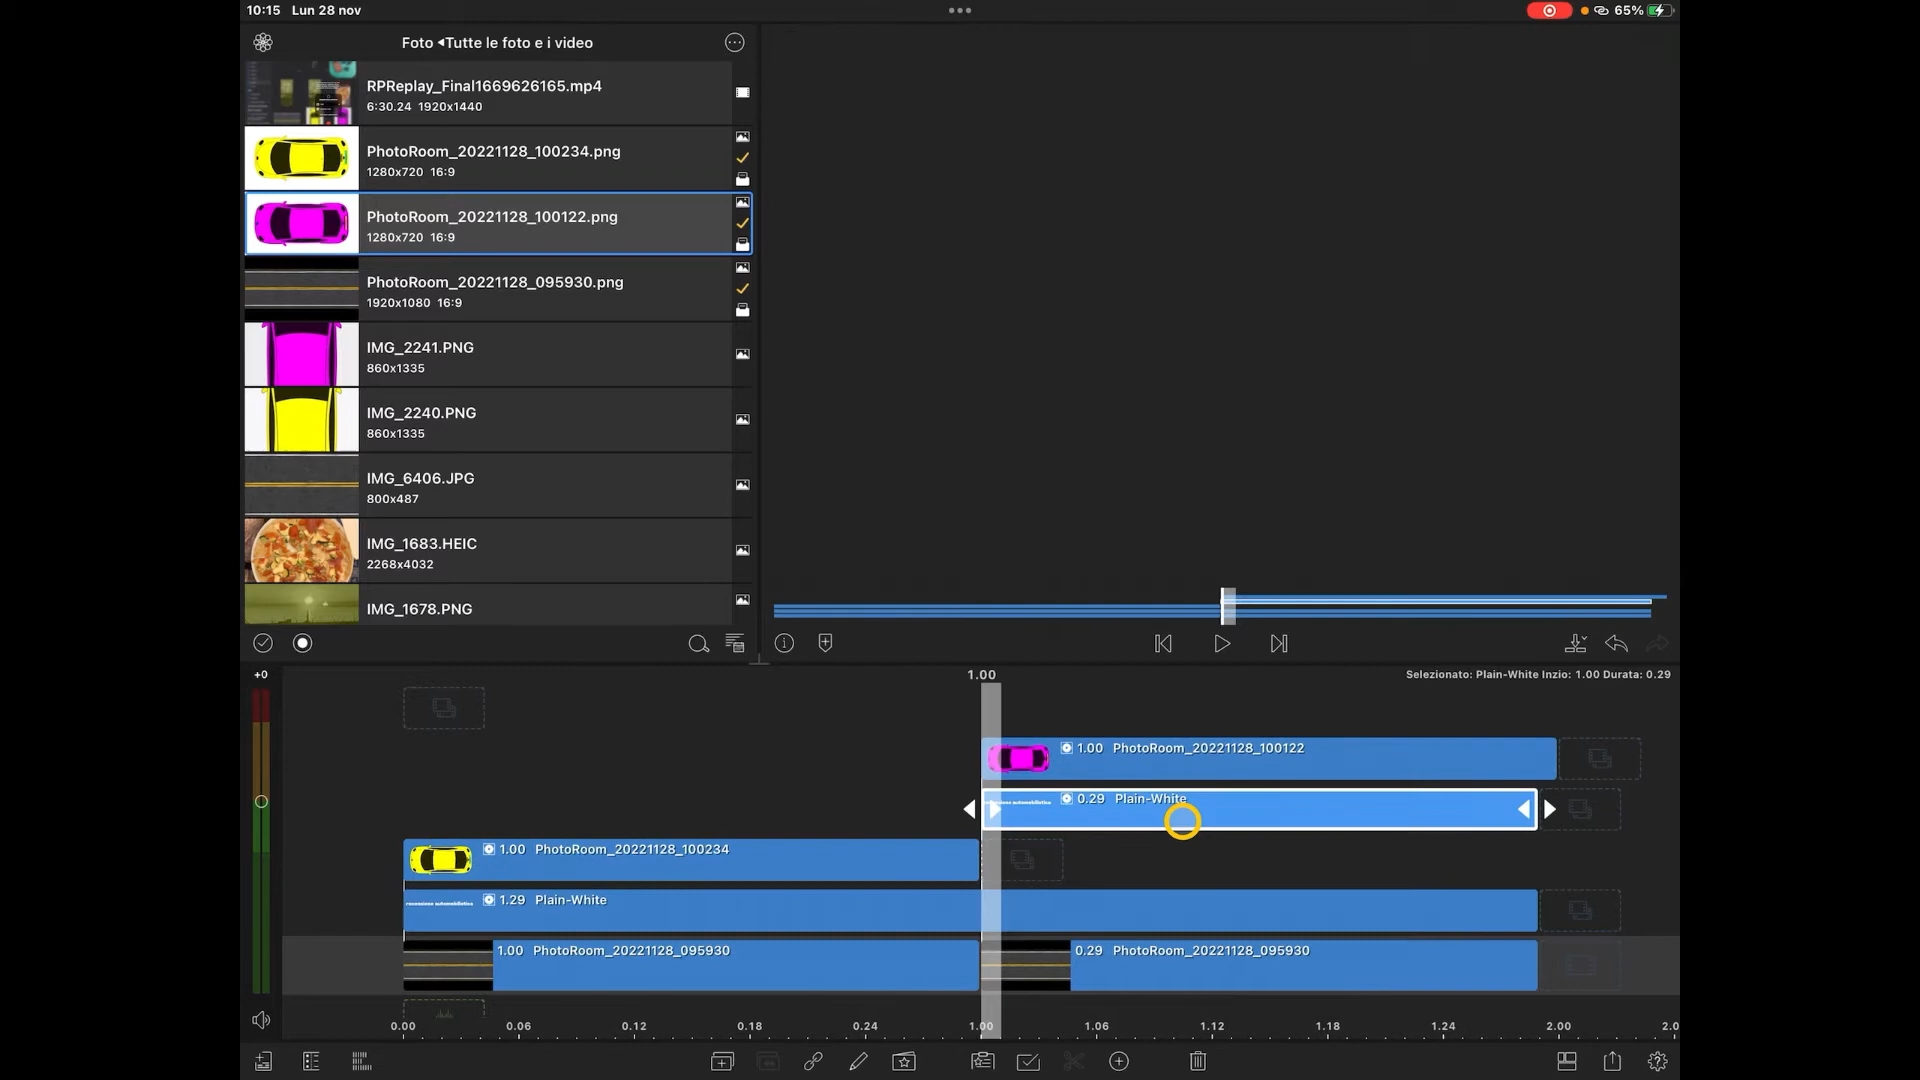 10:15 Lun 28 nov
65%
Foto Tutte le foto e i video
RPReplay_Final1669626165.mp4
6:30.24 1920x1440
PhotoRoom_20221128_100234.png
1280x720 16:9
PhotoRoom_20221128_100122.png
1280x720 16:9
PhotoRoom_20221128_095930.png
1920x1080 16:9
IMG_2241.PNG
860x1335
IMG_2240.PNG
860x1335
IMG_6406.JPG
800x487
IMG_1683.HEIC
2268x4032
IMG_1678.PNG
+0
1.00
Selezionato: Plain-White Inzio: 1.00 Durata: 0.29
1.00 PhotoRoom_20221128_100122
automobilistica 0.29 Plain-White
1.00 PhotoRoom_20221128_100234
recensione automobilistica 1.29 Plain-White
1.00 PhotoRoom_20221128_095930
0.29 PhotoRoom_20221128_095930
0.00 0.06 0.12 0.18 0.24 1.00 1.06 1.12 1.18 1.24 2.00 2.0